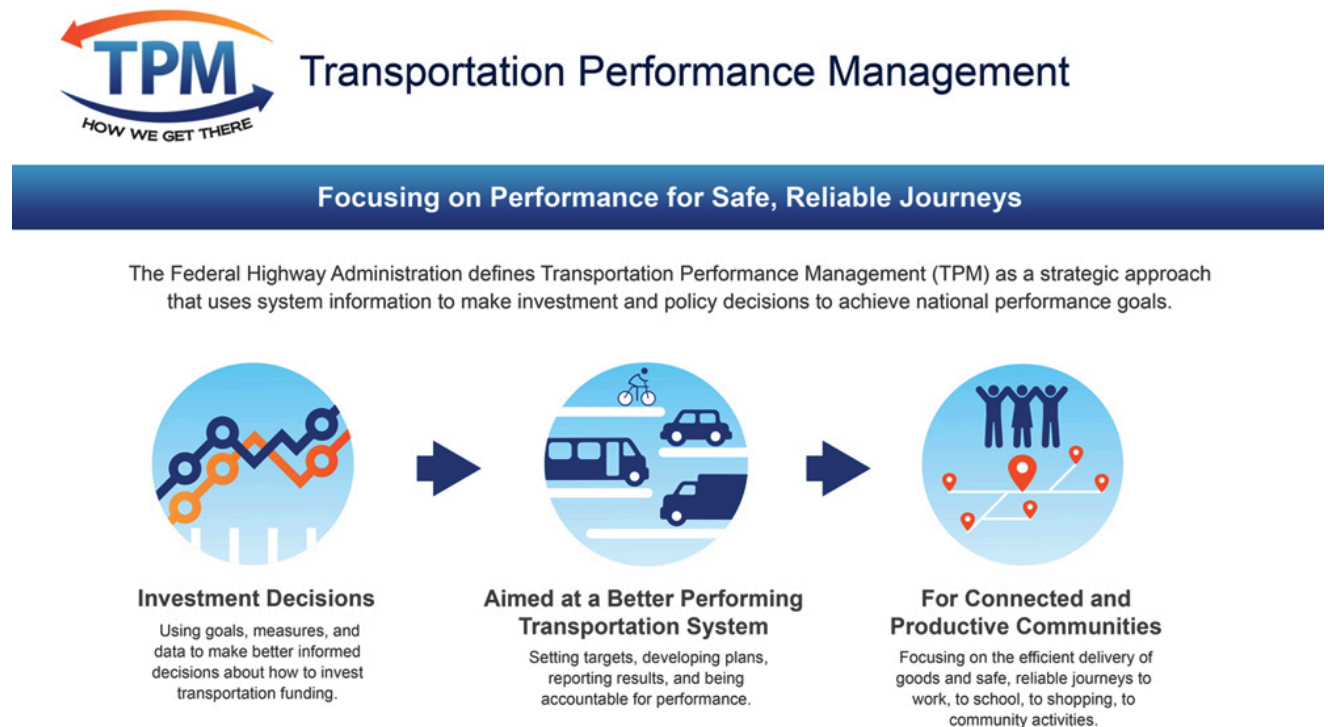 TPM
HOW WE GET THERE
Transportation Performance Management
Focusing on Performance for Safe, Reliable Journeys
The Federal Highway Administration defines Transportation Performance Management (TPM) as a strategic approach
that uses system information to make investment and policy decisions to achieve national performance goals.
Investment Decisions
Using goals, measures, and
data to make better informed
decisions about how to invest
transportation funding.
Aimed at a Better Performing
Transportation System
Setting targets, developing plans,
reporting results, and being
accountable for performance.
For Connected and
Productive Communities
Focusing on the efficient delivery of
goods and safe, reliable journeys to
work, to school, to shopping, to
community activities.